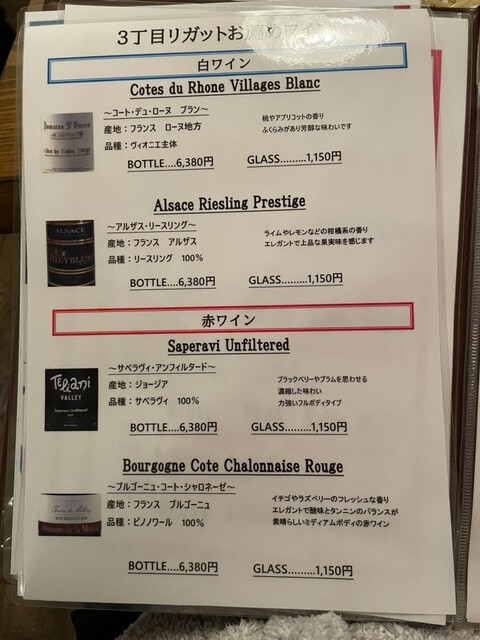 3丁目リガットお薦めワイン
白ワイン
Cotes du Rhone Villages Blanc
～コート・デュ・ローヌ　ブラン～
産地：フランス　ローヌ地方
品種：ヴィオニエ主体
桃やアプリコットの香り
ふくらみがあり芳醇な味わいです
BOTTLE....6,380円
GLASS.........1,150円
Alsace Riesling Prestige
～アルザス・リースリング～
産地：フランス　アルザス
品種：リースリング　100%
ライムやレモンなどの柑橘系の香り
エレガントで上品な果実味を感じます
BOTTLE....6,380円
GLASS.........1,150円
ALSACE
赤ワイン
Saperavi Unfiltered
～サペラヴィ・アンフィルタード～
産地：ジョージア
品種：サペラヴィ　100%
ブラックベリーやプラムを思わせる
濃縮した味わい
力強いフルボディタイプ
BOTTLE....6,380円
GLASS.........1,150円
Teliani
VALLEY
Saperavi Unfiltered
Bourgogne Cote Chalonnaise Rouge
～ブルゴーニュ・コート・シャロネーゼ～
産地：フランス　ブルゴーニュ
品種：ピノノワール　100%
イチゴやラズベリーのフレッシュな香り
エレガントで酸味とタンニンのバランスが
素晴らしいミディアムボディの赤ワイン
BOTTLE....6,380円
GLASS.........1,150円